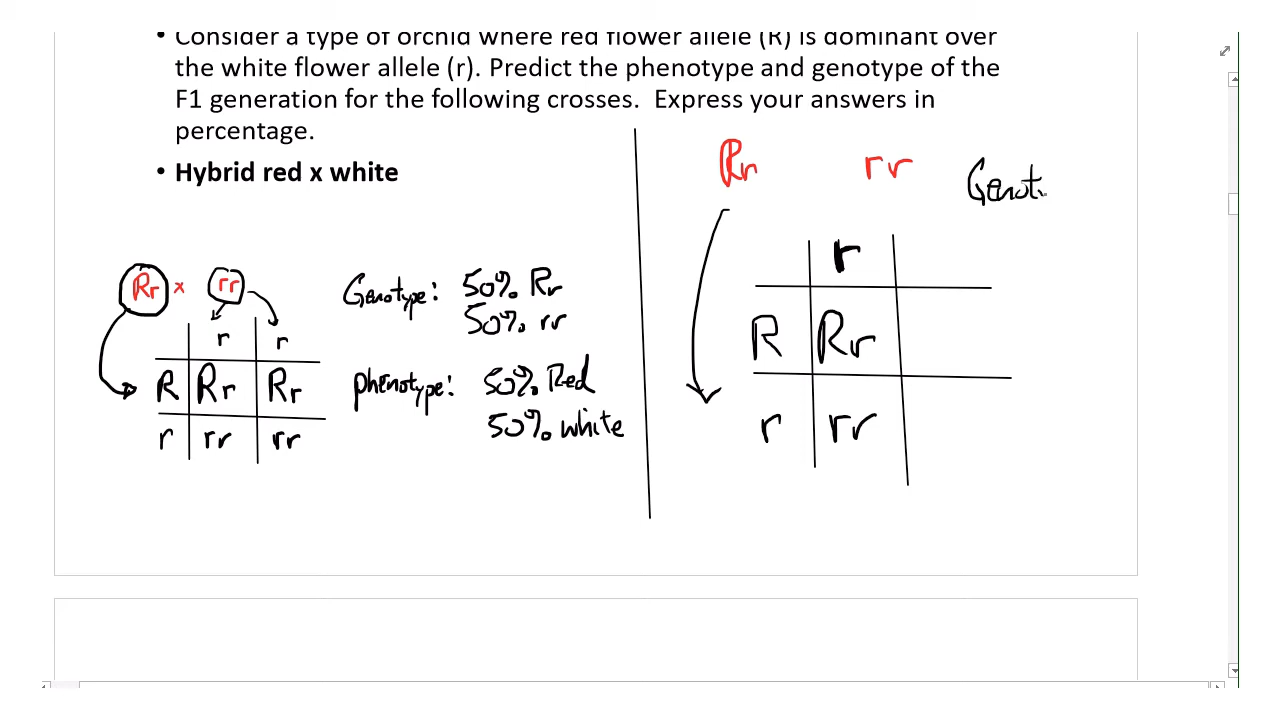 • Consider a type of orchid where red flower allele (R) is dominant over
the white flower allele (r). Predict the phenotype and genotype of the
F1 generation for the following crosses.  Express your answers in
percentage.
• Hybrid red x white
Rr x rr
r r
R Rr Rr
r rr rr
Genotype: 50% Rr
50% rr
phenotype: 50% Red
50% white
Rr rr
Genot
r
R Rr
r rr